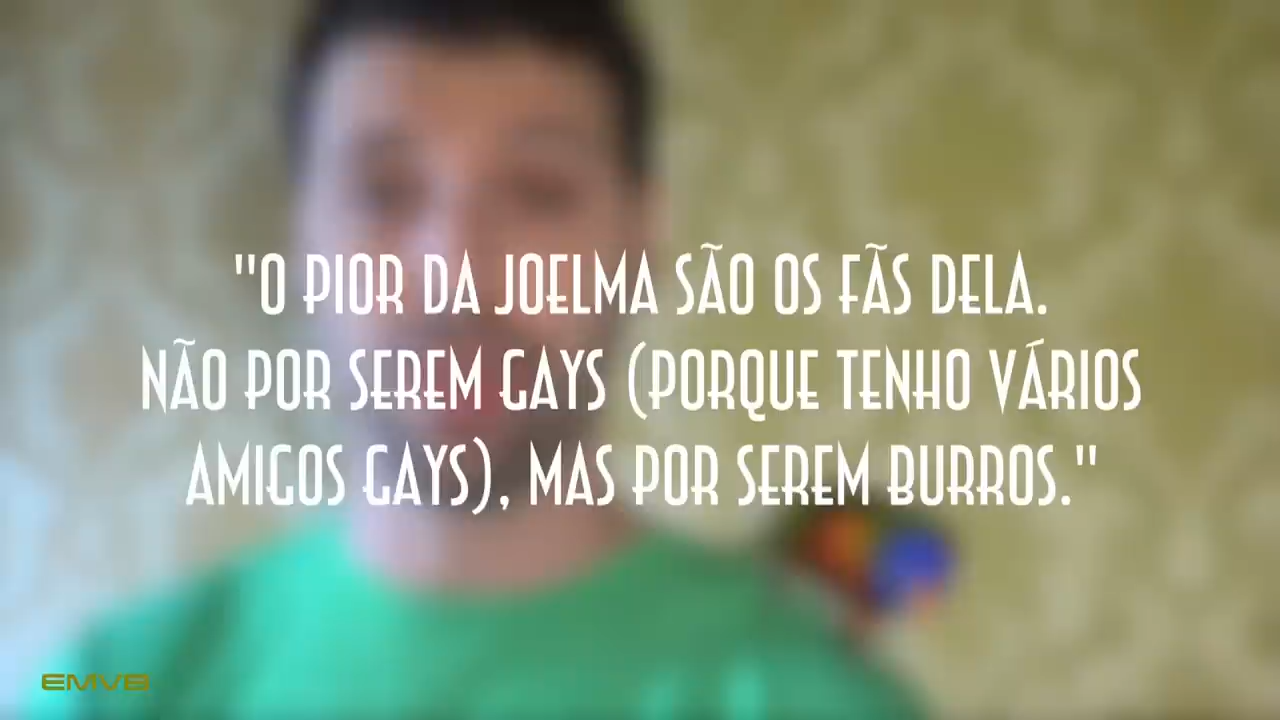 "O PIOR DA JOELMA SÃO OS FÃS DELA.
NÃO POR SEREM GAYS (PORQUE TENHO VÁRIOS
AMIGOS GAYS), MAS POR SEREM BURROS."
EMVB